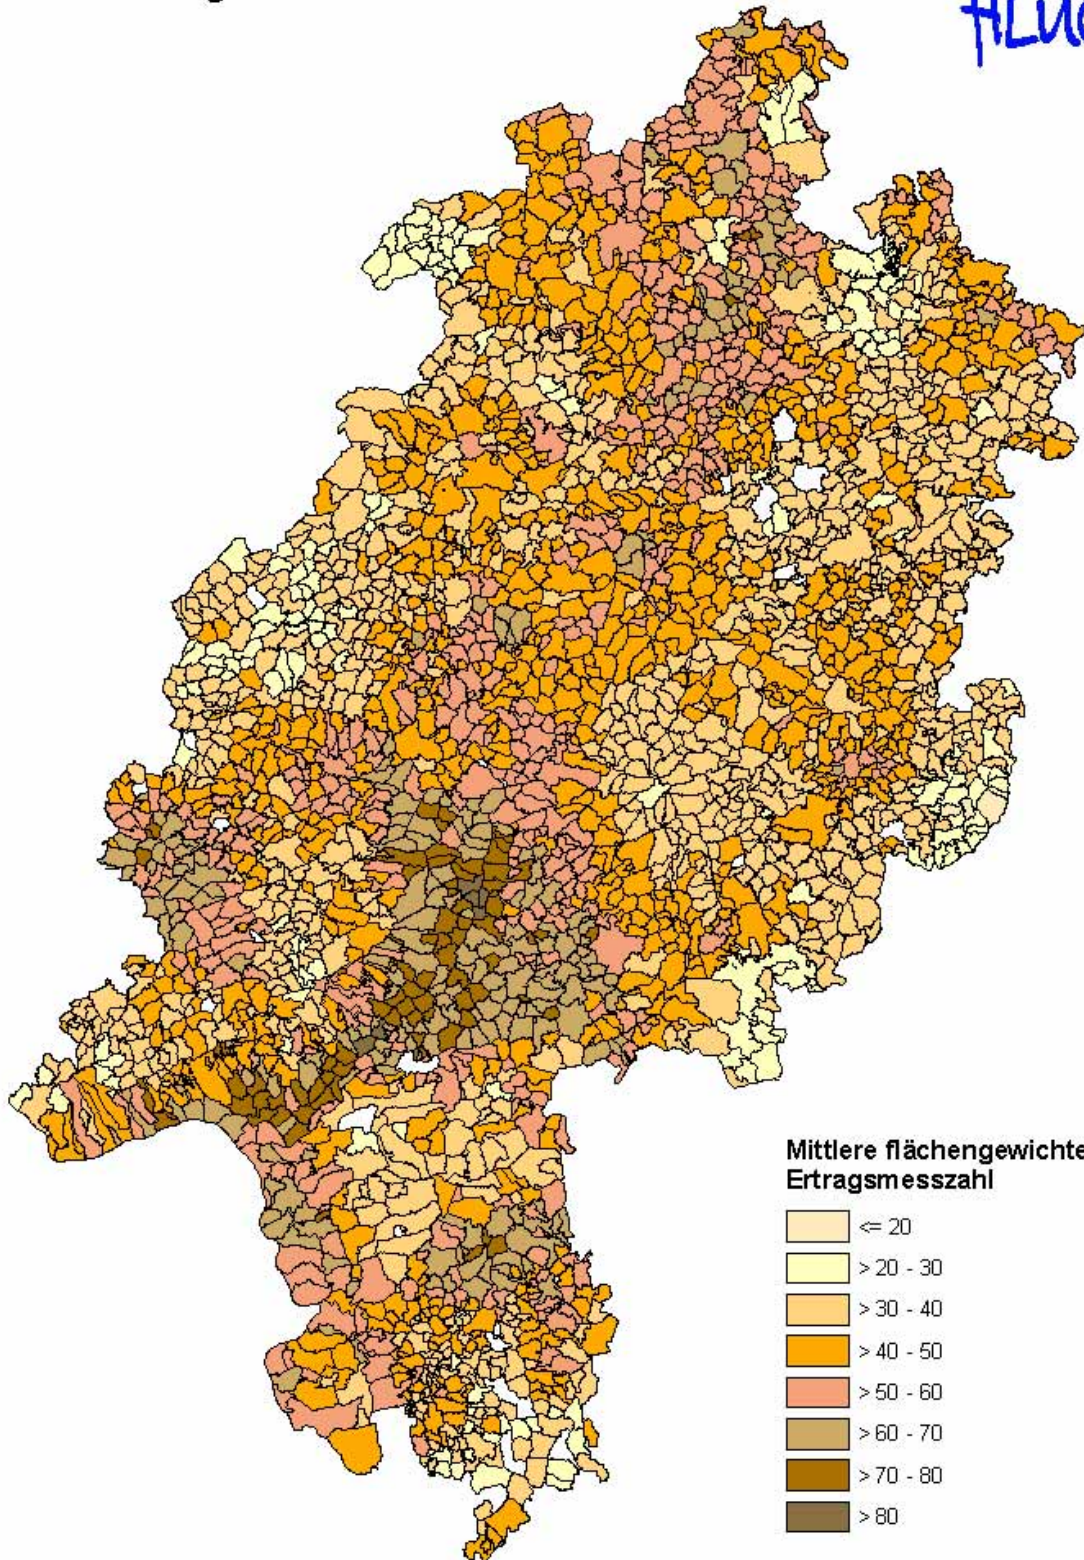 Mittlere flächengewichte
Ertragsmesszahl
<= 20
> 20 - 30
> 30 - 40
> 40 - 50
> 50 - 60
> 60 - 70
> 70 - 80
> 80